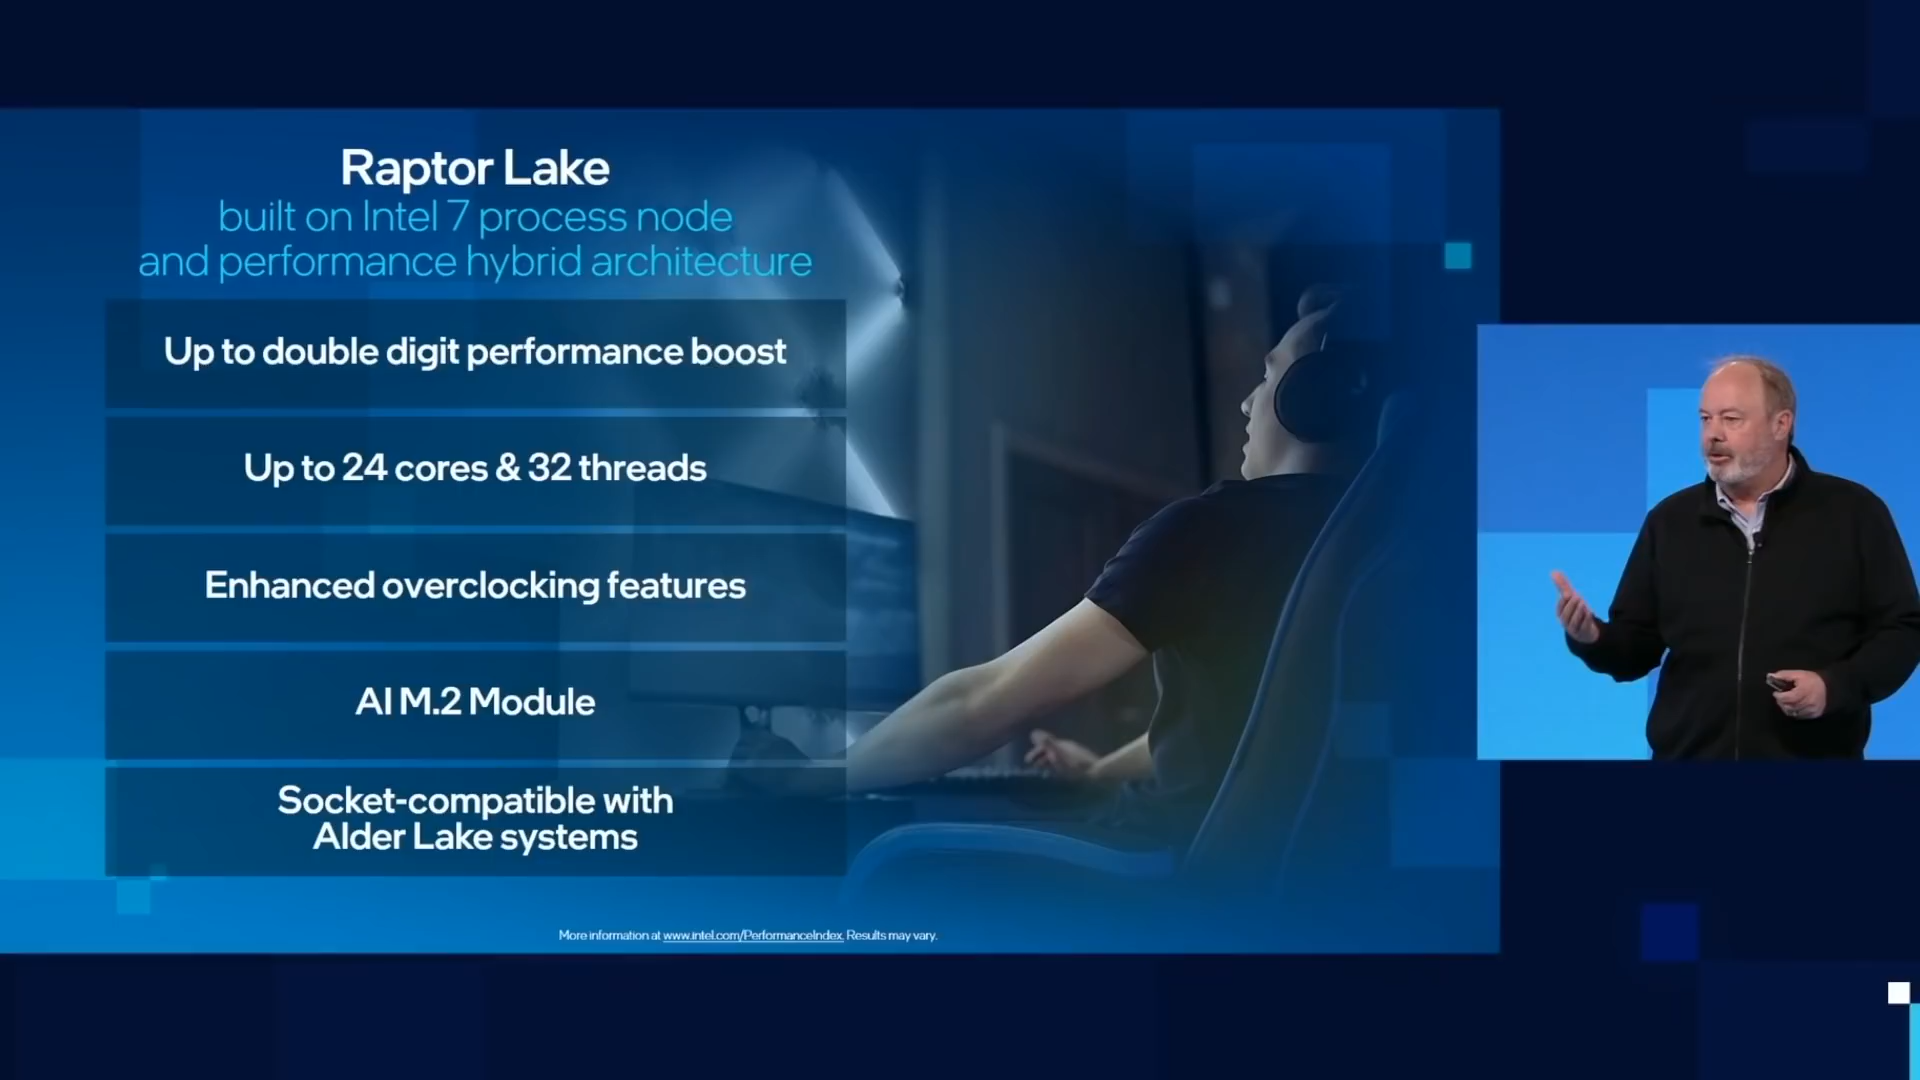 Raptor Lake
built on Intel 7 process node
and performance hybrid architecture
Up to double digit performance boost
Up to 24 cores & 32 threads
Enhanced overclocking features
AI M.2 Module
Socket-compatible with
Alder Lake systems
More information at www.intel.com/PerformanceIndex. Results may vary.